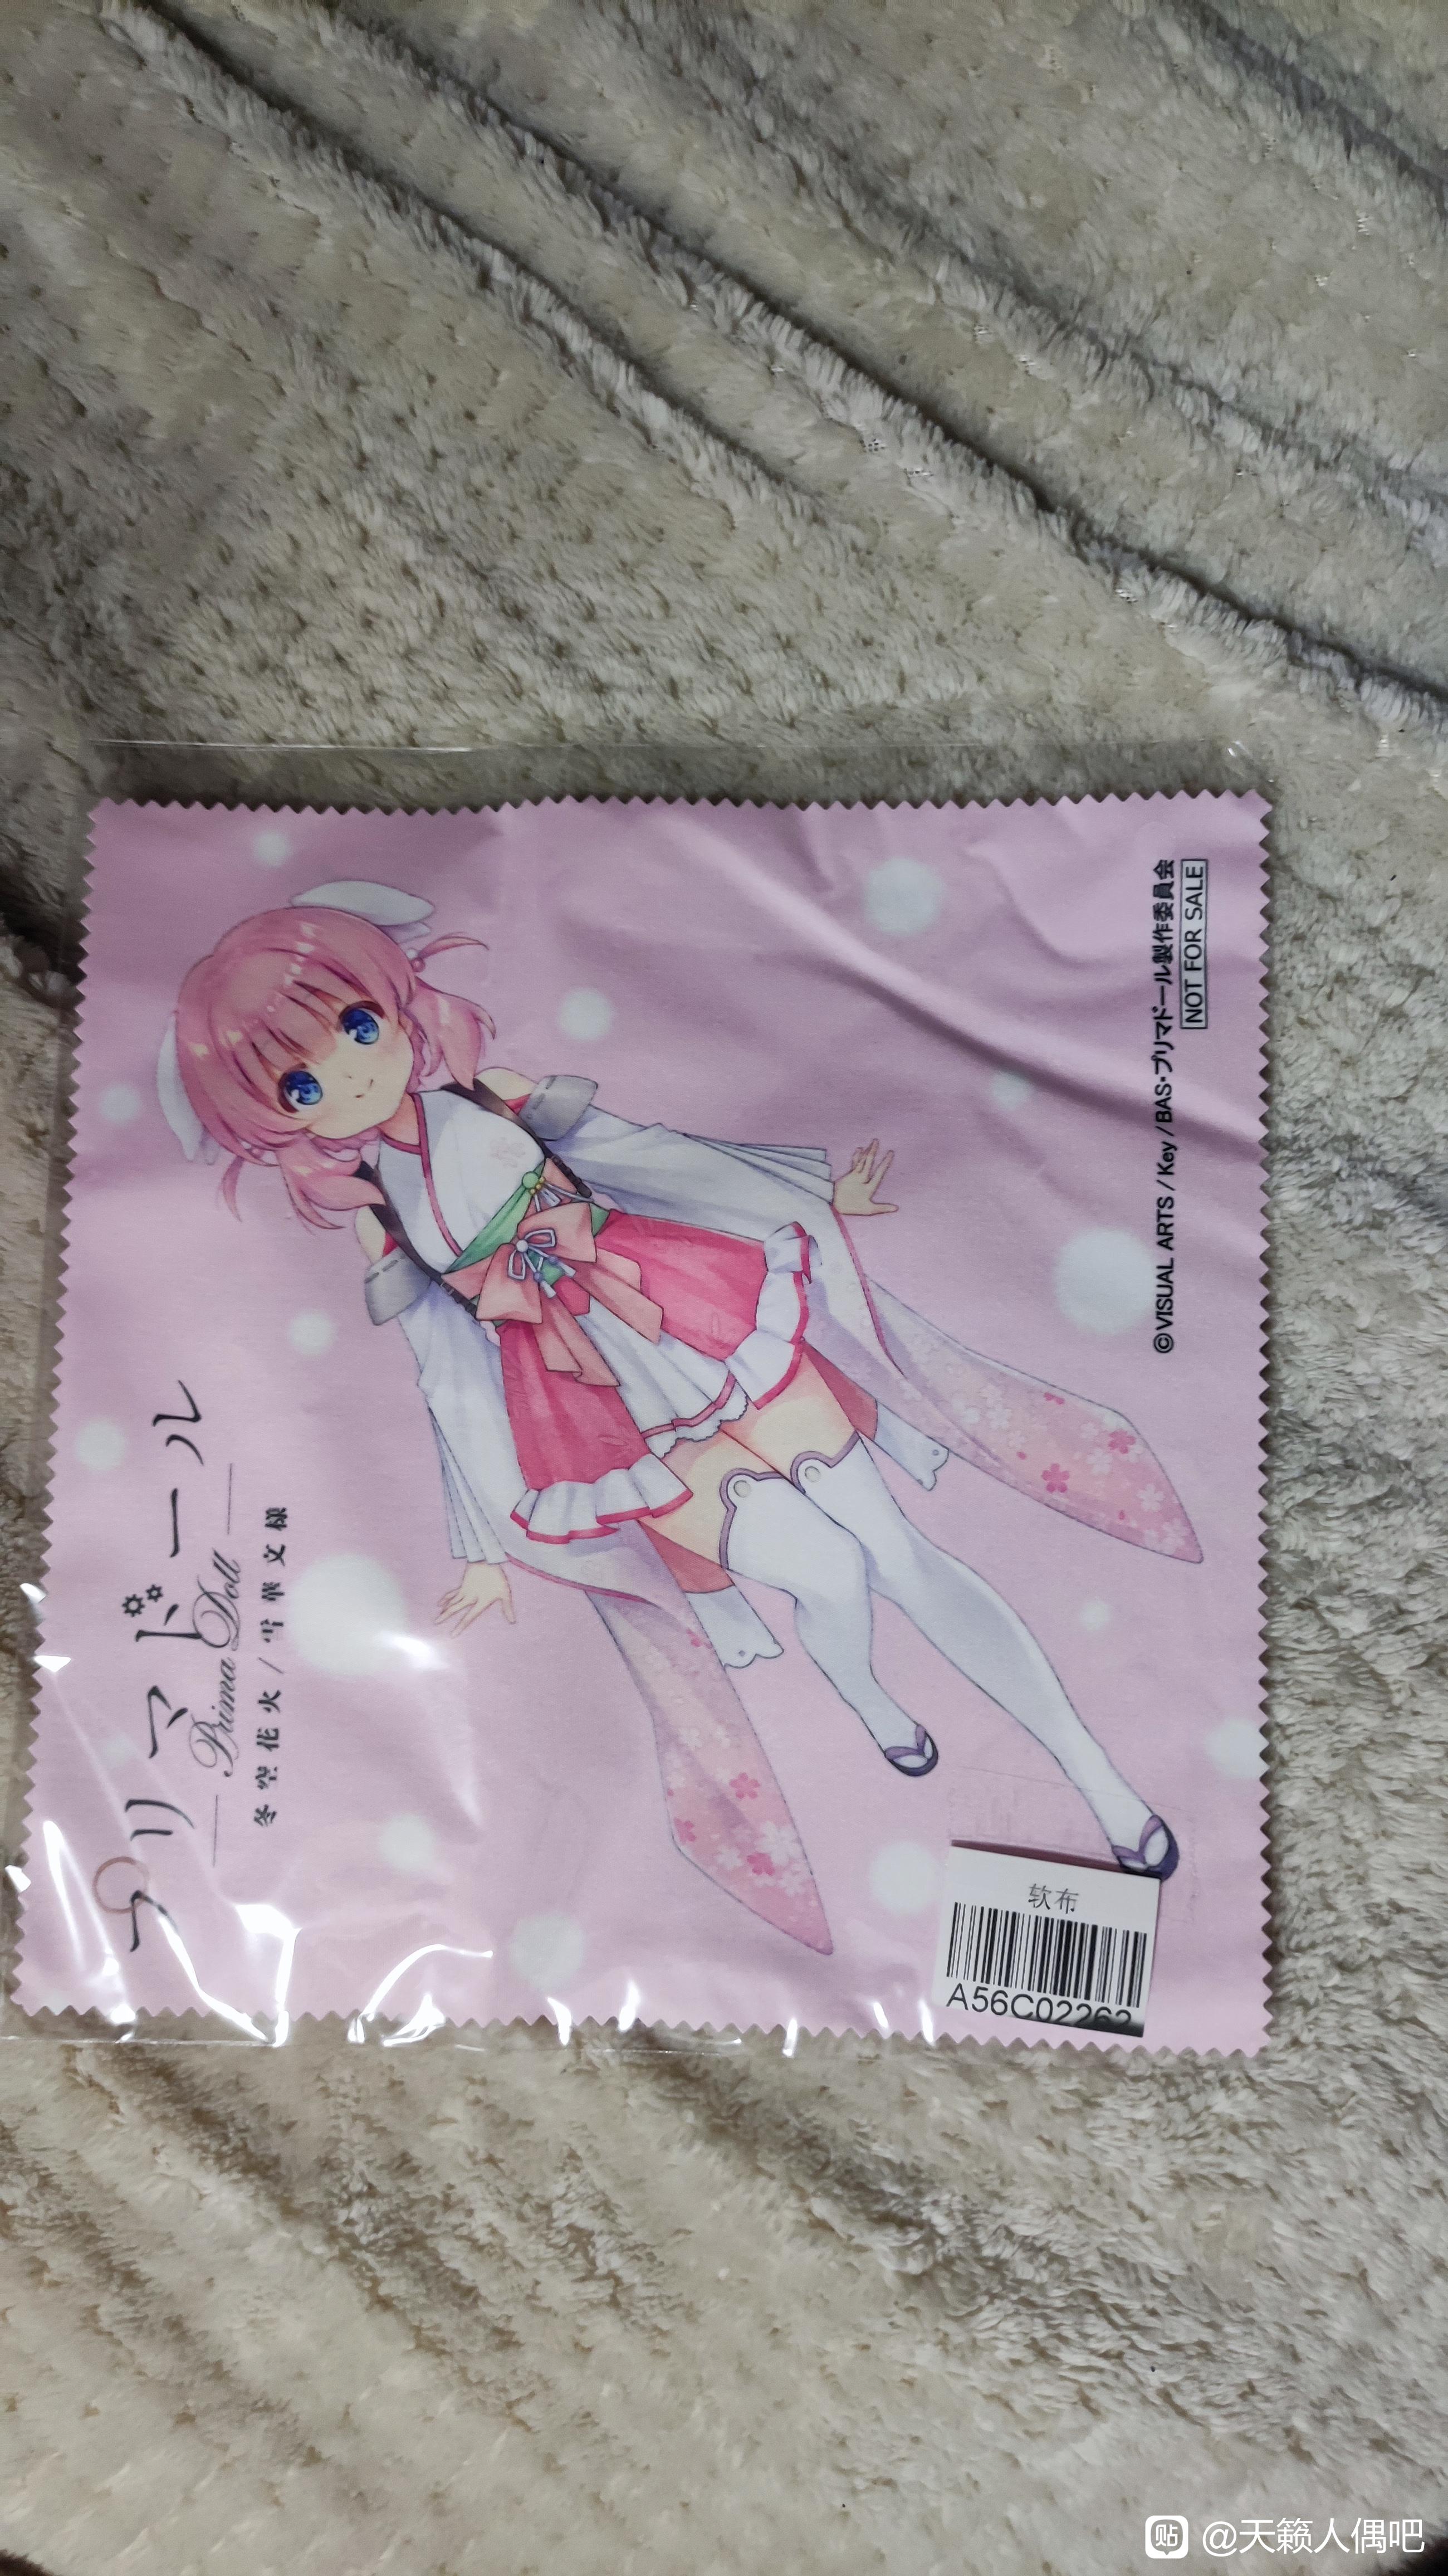 プリマドール
Prima Doll
冬空花火/雪華文様
©VISUAL ARTS / Key / BAS・プリマドール製作委員会
NOT FOR SALE
软布
A56C02262
贴 @天籁人偶吧